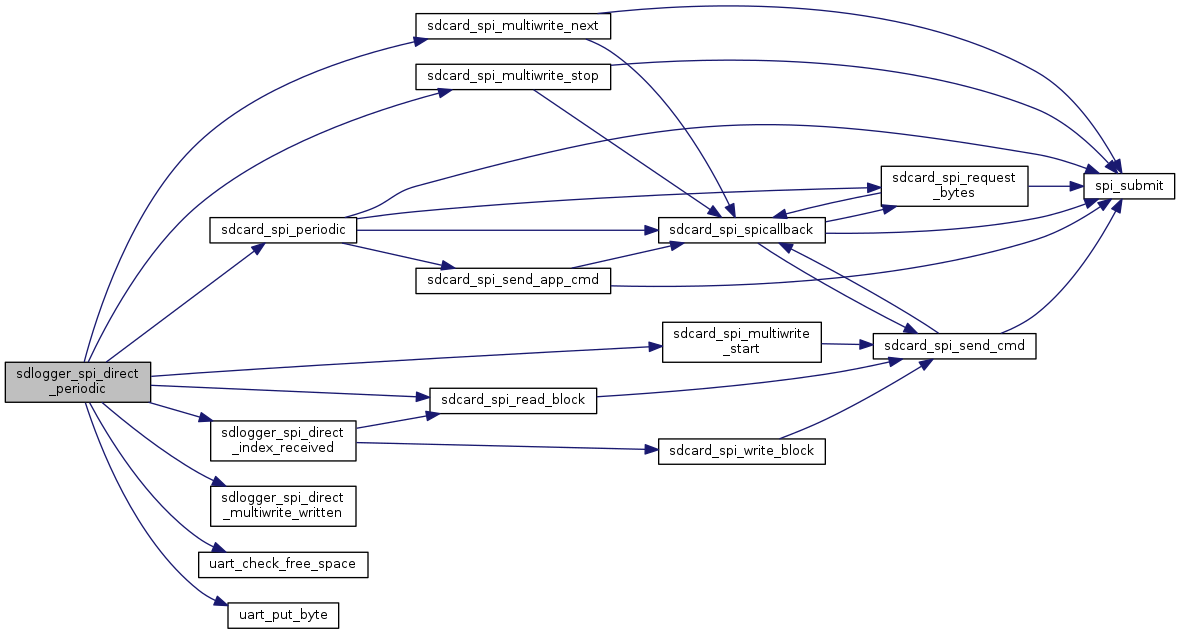 sdcard_spi_multiwrite_next
sdcard_spi_multiwrite_stop
sdcard_spi_request
_bytes
spi_submit
sdcard_spi_periodic
sdcard_spi_spicallback
sdcard_spi_send_app_cmd
sdcard_spi_multiwrite
_start
sdcard_spi_send_cmd
sdlogger_spi_direct
_periodic
sdcard_spi_read_block
sdlogger_spi_direct
_index_received
sdcard_spi_write_block
sdlogger_spi_direct
_multiwrite_written
uart_check_free_space
uart_put_byte